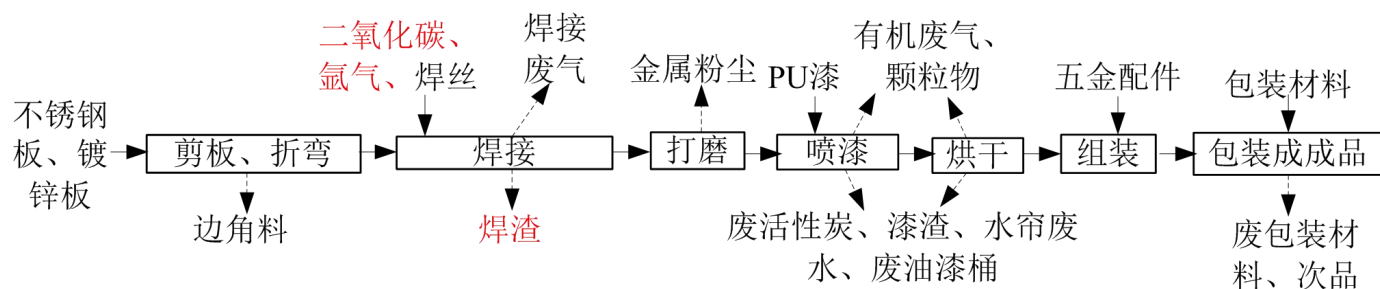 二氧化碳、
氩气、焊丝
焊接
废气
金属粉尘
PU漆
有机废气、
颗粒物
五金配件
包装材料
不锈钢
板、镀
锌板
剪板、折弯
焊接
打磨
喷漆
烘干
组装
包装成成品
边角料
焊渣
废活性炭、漆渣、水帘废
水、废油漆桶
废包装材
料、次品